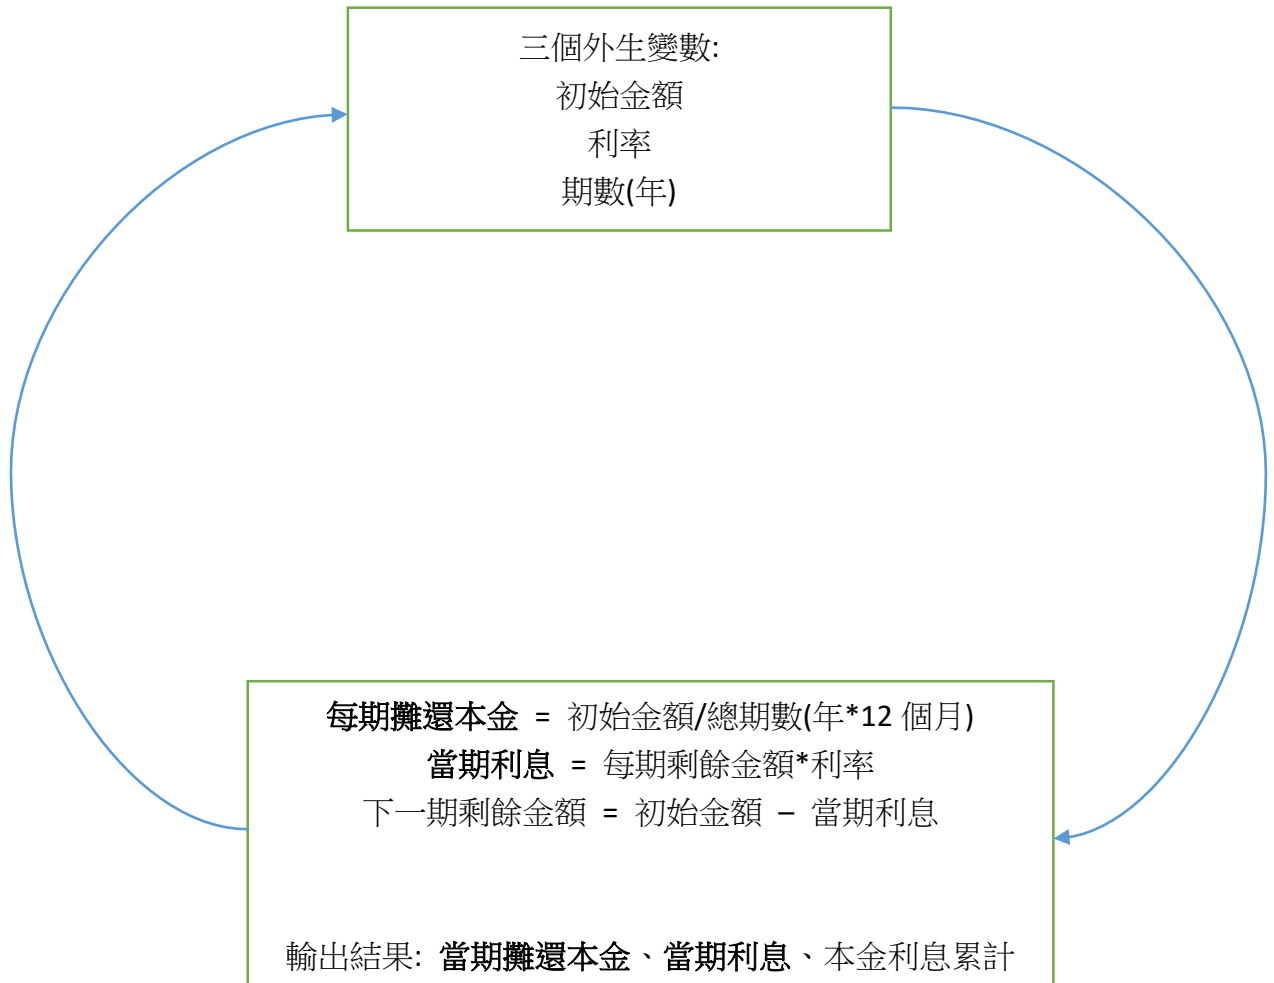 三個外生變數:
初始金額
利率
期數(年)
每期攤還本金 = 初始金額/總期數(年*12 個月)
當期利息 = 每期剩餘金額*利率
下一期剩餘金額 = 初始金額 – 當期利息
輸出結果: 當期攤還本金、當期利息、本金利息累計